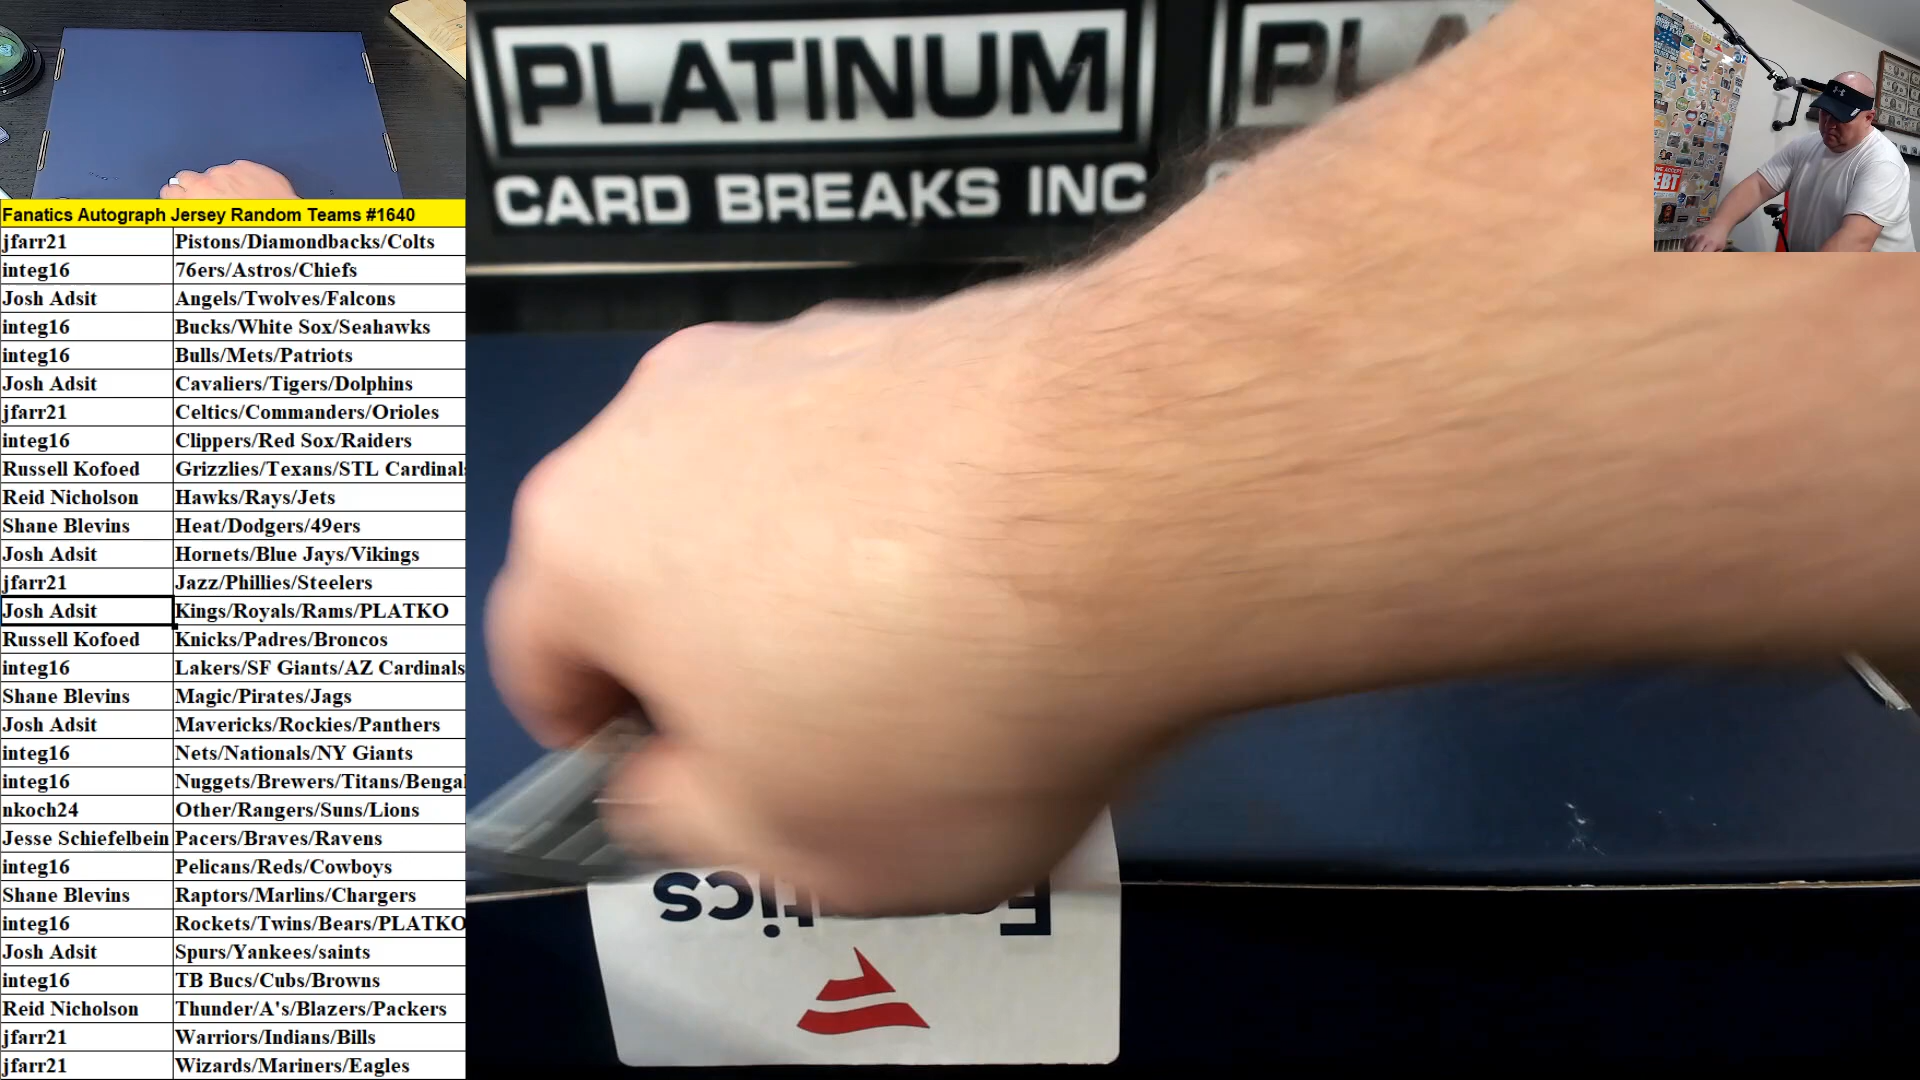 PLATINUM
CARD BREAKS INC
Fanatics Autograph Jersey Random Teams #1640
jfarr21 Pistons/Diamondbacks/Colts
integ16 76ers/Astros/Chiefs
Josh Adsit Angels/Twolves/Falcons
integ16 Bucks/White Sox/Seahawks
integ16 Bulls/Mets/Patriots
Josh Adsit Cavaliers/Tigers/Dolphins
jfarr21 Celtics/Commanders/Orioles
integ16 Clippers/Red Sox/Raiders
Russell Kofoed Grizzlies/Texans/STL Cardinal
Reid Nicholson Hawks/Rays/Jets
Shane Blevins Heat/Dodgers/49ers
Josh Adsit Hornets/Blue Jays/Vikings
jfarr21 Jazz/Phillies/Steelers
Josh Adsit Kings/Royals/Rams/PLATKO
Russell Kofoed Knicks/Padres/Broncos
integ16 Lakers/SF Giants/AZ Cardinals
Shane Blevins Magic/Pirates/Jags
Josh Adsit Mavericks/Rockies/Panthers
integ16 Nets/Nationals/NY Giants
integ16 Nuggets/Brewers/Titans/Benga
nkoch24 Other/Rangers/Suns/Lions
Jesse Schiefelbein Pacers/Braves/Ravens
integ16 Pelicans/Reds/Cowboys
Shane Blevins Raptors/Marlins/Chargers
integ16 Rockets/Twins/Bears/PLATKO
Josh Adsit Spurs/Yankees/saints
integ16 TB Bucs/Cubs/Browns
Reid Nicholson Thunder/A's/Blazers/Packers
jfarr21 Warriors/Indians/Bills
jfarr21 Wizards/Mariners/Eagles